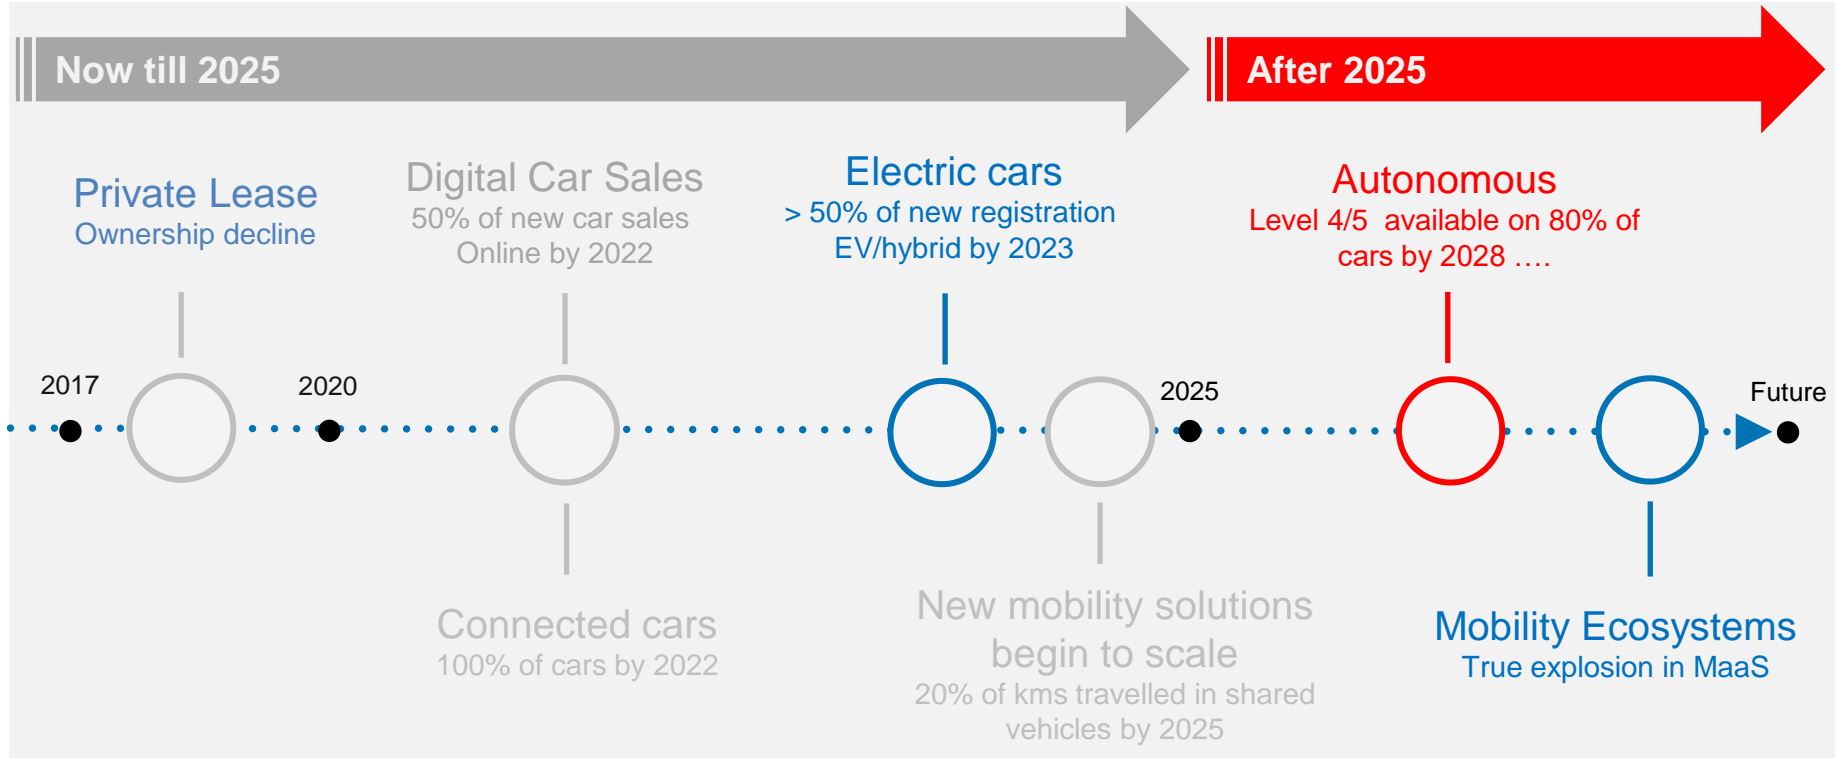 Now till 2025
After 2025
Private Lease
Ownership decline
Digital Car Sales
50% of new car sales
Online by 2022
Electric cars
> 50% of new registration
EV/hybrid by 2023
Autonomous
Level 4/5  available on 80% of
cars by 2028 ….
2017
2020
2025
Future
Connected cars
100% of cars by 2022
New mobility solutions
begin to scale
20% of kms travelled in shared
vehicles by 2025
Mobility Ecosystems
True explosion in MaaS